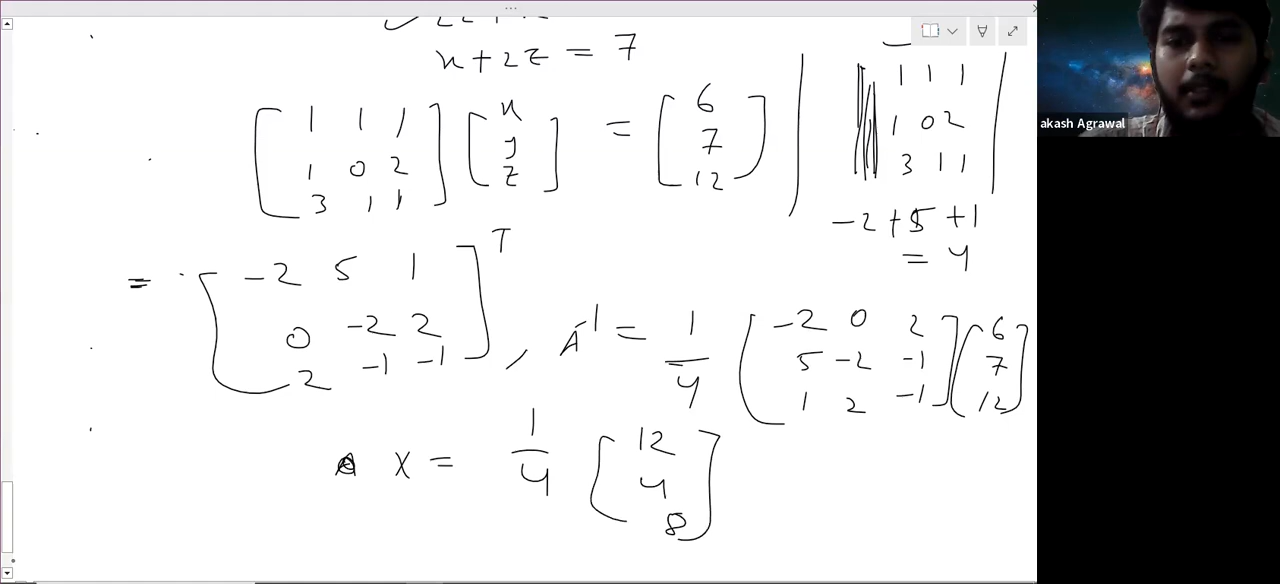 x+2z = 7
[1 1 1] [x] = [6] | 1 1 1 |
[1 0 2] [y] [7] | 1 0 2 |
[3 1 1] [z] [12] | 3 1 1 |
-2 + 5 + 1
= 4
= [-2 5 1]ᵀ
[0 -2 2]
[2 -1 -1] , A⁻¹ = 1/4 [-2 0 2] [6]
[5 -2 -1] [7]
[1 2 -1] [12]
X = 1/4 [12]
[4]
[8]
akash Agrawal